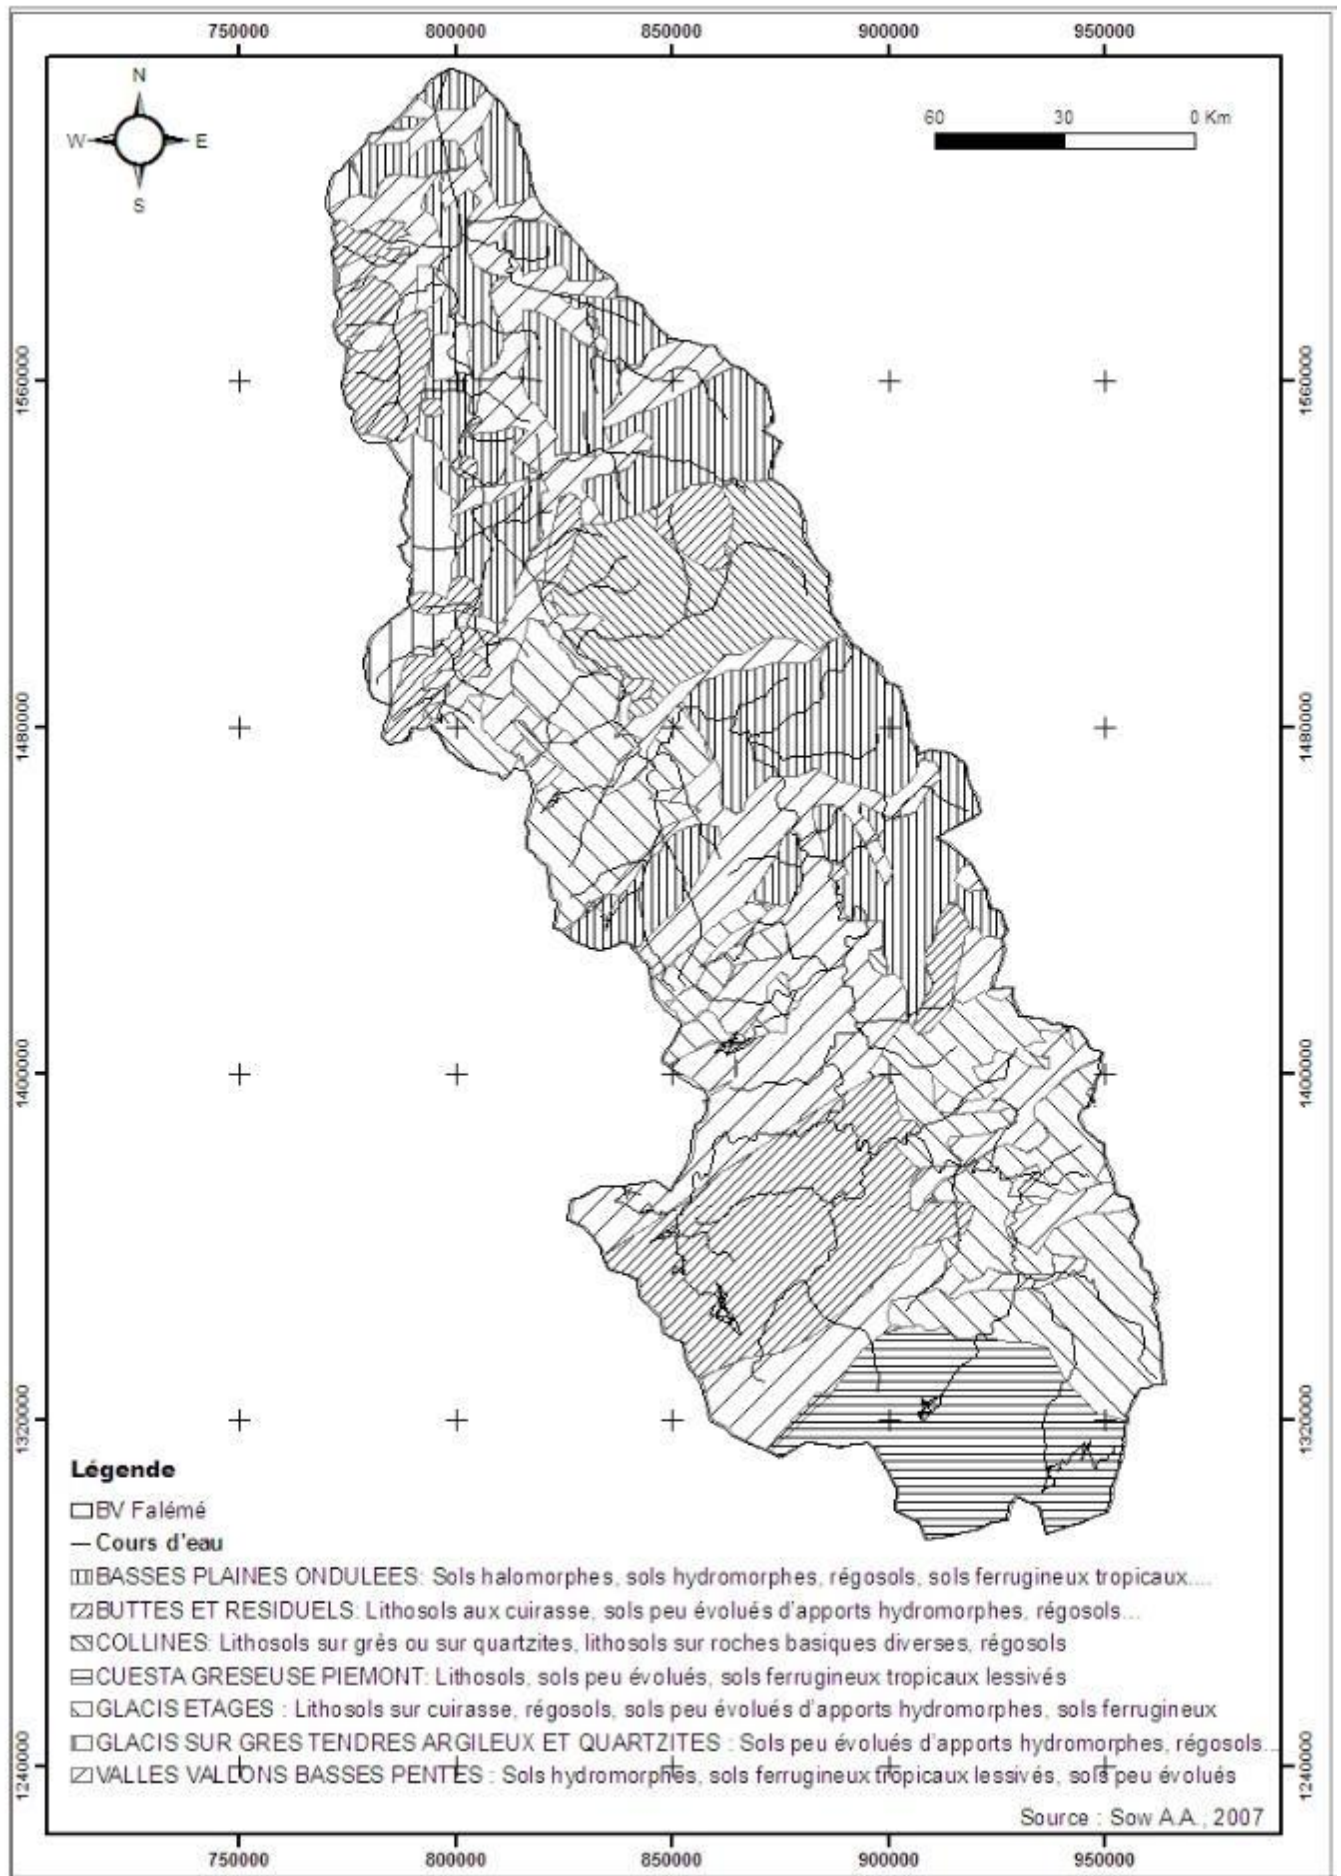 750000 800000 850000 900000 950000
N
W E
S
60 30 0 Km
1560000 1560000
1480000 1480000
1400000 1400000
1320000 1320000
Légende
BV Falémé
Cours d'eau
BASSES PLAINES ONDULEES: Sols halomorphes, sols hydromorphes, régosols, sols ferrugineux tropicaux....
BUTTES ET RESIDUELS: Lithosols aux cuirasse, sols peu évolués d'apports hydromorphes, régosols...
COLLINES: Lithosols sur grès ou sur quartzites, lithosols sur roches basiques diverses, régosols
CUESTA GRESEUSE PIEMONT: Lithosols, sols peu évolués, sols ferrugineux tropicaux lessivés
GLACIS ETAGES : Lithosols sur cuirasse, régosols, sols peu évolués d'apports hydromorphes, sols ferrugineux
GLACIS SUR GRES TENDRES ARGILEUX ET QUARTZITES : Sols peu évolués d'apports hydromorphes, régosols...
1240000 1240000
VALLES VALLONS BASSES PENTES : Sols hydromorphes, sols ferrugineux tropicaux lessivés, sols peu évolués
Source : Sow A.A., 2007
750000 800000 850000 900000 950000